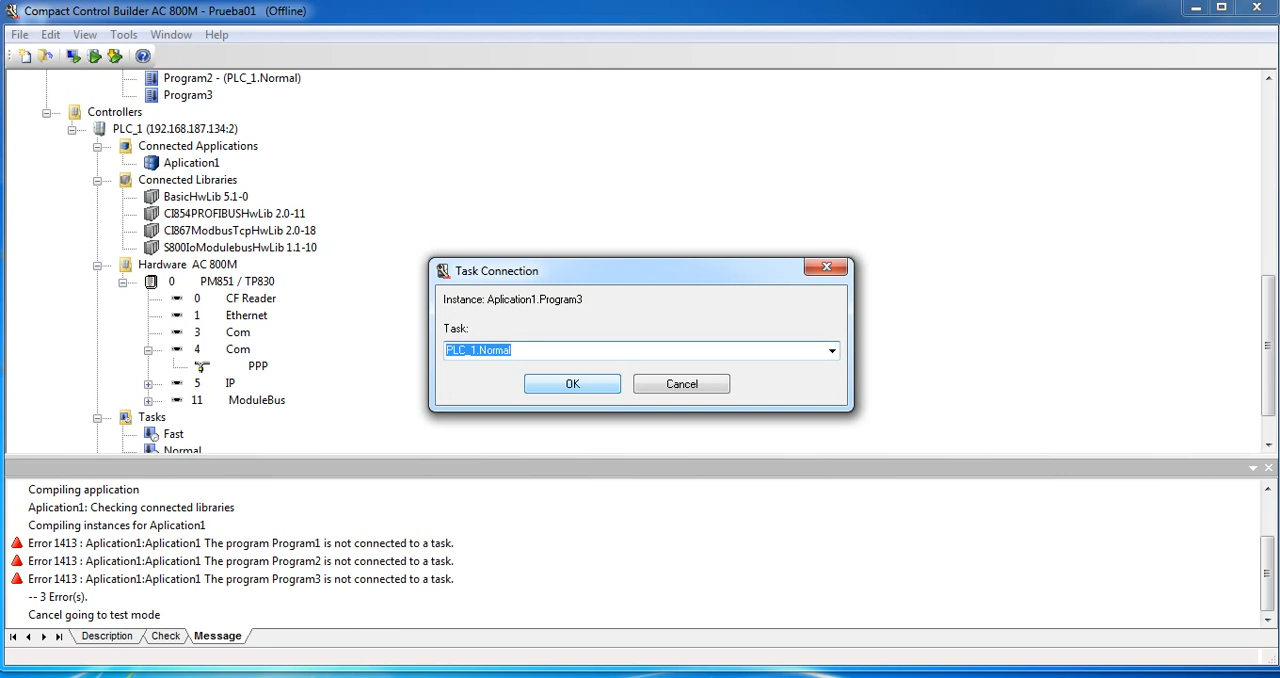 Compact Control Builder AC 800M - Prueba01   (Offline)
File Edit View Tools Window Help
Program2 - (PLC_1.Normal)
Program3
Controllers
PLC_1 (192.168.187.134:2)
Connected Applications
Aplication1
Connected Libraries
BasicHwLib 5.1-0
CI854PROFIBUSHwLib 2.0-11
CI867ModbusTcpHwLib 2.0-18
S800IoModulebusHwLib 1.1-10
Hardware AC 800M
0 PM851 / TP830
0 CF Reader
1 Ethernet
3 Com
4 Com
PPP
5 IP
11 ModuleBus
Tasks
Fast
Normal
Task Connection
Instance: Aplication1.Program3
Task:
PLC_1.Normal
OK Cancel
Compiling application
Aplication1: Checking connected libraries
Compiling instances for Aplication1
Error 1413 : Aplication1:Aplication1 The program Program1 is not connected to a task.
Error 1413 : Aplication1:Aplication1 The program Program2 is not connected to a task.
Error 1413 : Aplication1:Aplication1 The program Program3 is not connected to a task.
-- 3 Error(s).
Cancel going to test mode
Description Check Message